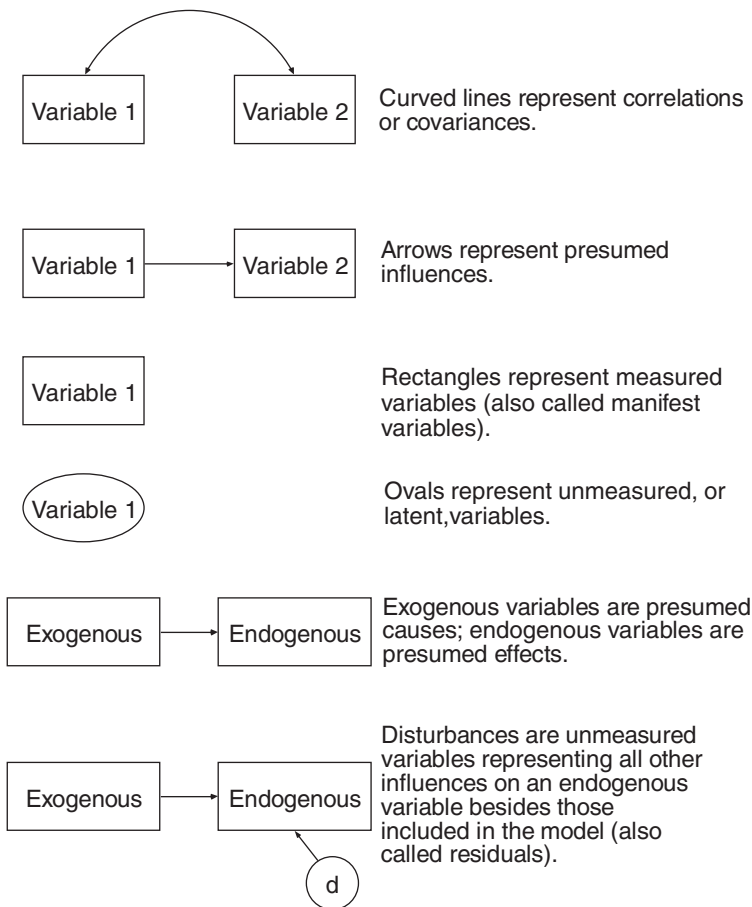 Variable 1
Variable 2
Curved lines represent correlations
or covariances.
Variable 1
Variable 2
Arrows represent presumed
influences.
Variable 1
Rectangles represent measured
variables (also called manifest
variables).
Variable 1
Ovals represent unmeasured, or
latent,variables.
Exogenous
Endogenous
Exogenous variables are presumed
causes; endogenous variables are
presumed effects.
Exogenous
Endogenous
d
Disturbances are unmeasured
variables representing all other
influences on an endogenous
variable besides those
included in the model (also
called residuals).